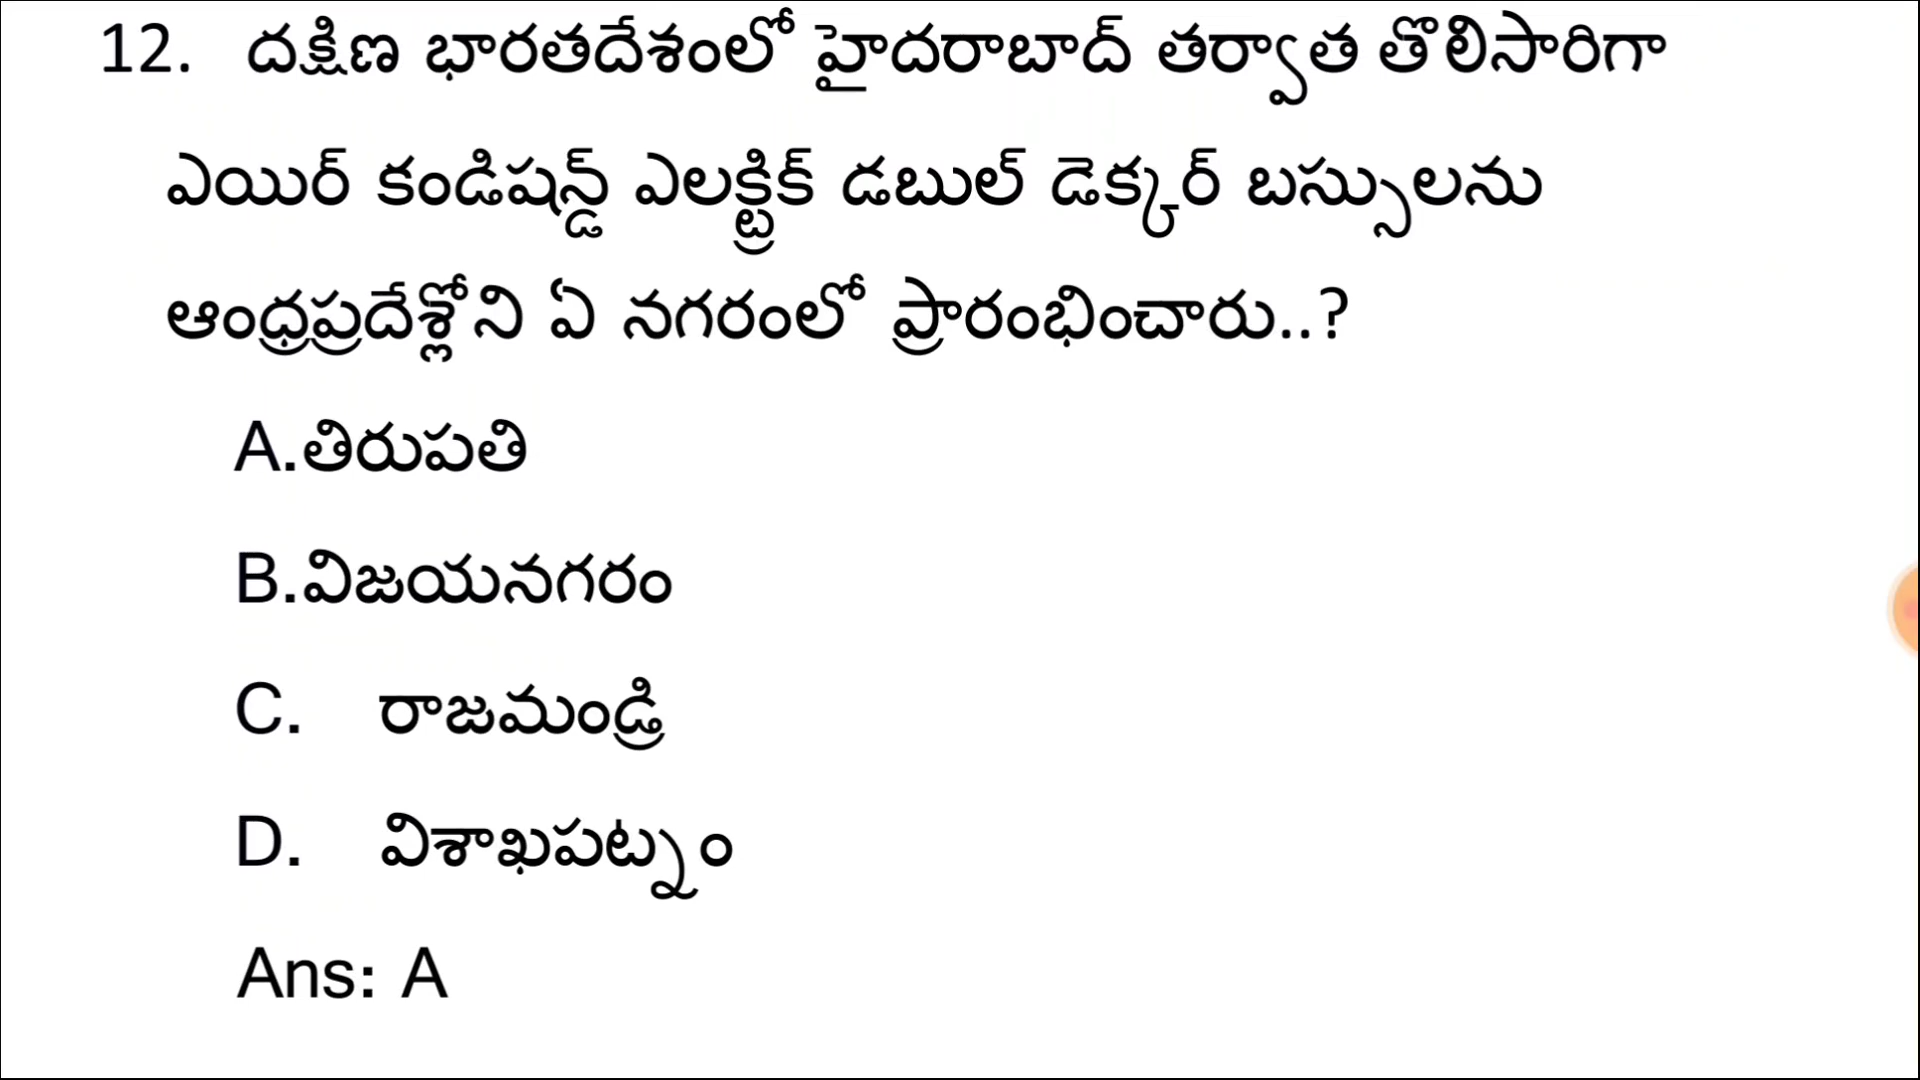 12. దక్షిణ భారతదేశంలో హైదరాబాద్ తర్వాత తొలిసారిగా
ఎయిర్ కండిషన్డ్ ఎలక్ట్రిక్ డబుల్ డెక్కర్ బస్సులను
ఆంధ్రప్రదేశ్లోని ఏ నగరంలో ప్రారంభించారు..?
A.తిరుపతి
B.విజయనగరం
C. రాజమండ్రి
D. విశాఖపట్నం
Ans: A